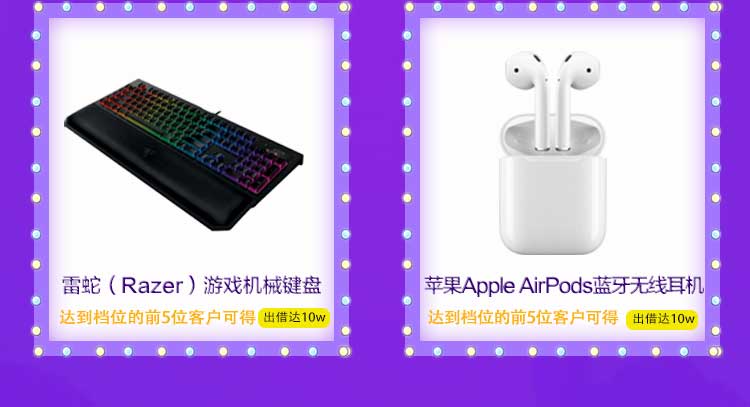 雷蛇（Razer）游戏机械键盘
达到档位的前5位客户可得 出借达10w
苹果Apple AirPods蓝牙无线耳机
达到档位的前5位客户可得 出借达10w